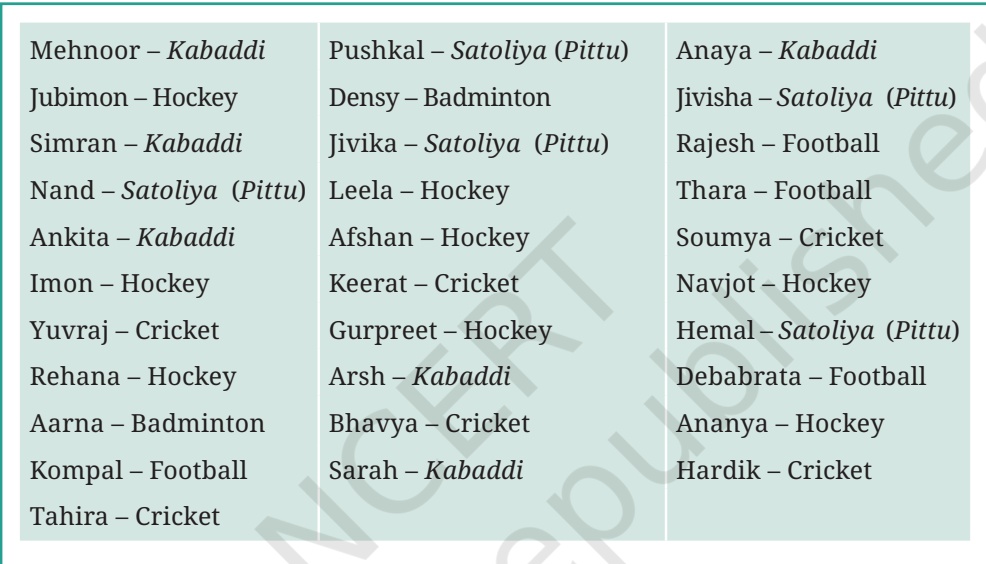 Mehnoor – Kabaddi
Jubimon – Hockey
Simran – Kabaddi
Nand – Satoliya (Pittu)
Ankita – Kabaddi
Imon – Hockey
Yuvraj – Cricket
Rehana – Hockey
Aarna – Badminton
Kompal – Football
Tahira – Cricket
Pushkal – Satoliya (Pittu)
Densy – Badminton
Jivika – Satoliya (Pittu)
Leela – Hockey
Afshan – Hockey
Keerat – Cricket
Gurpreet – Hockey
Arsh – Kabaddi
Bhavya – Cricket
Sarah – Kabaddi
Anaya – Kabaddi
Jivisha – Satoliya (Pittu)
Rajesh – Football
Thara – Football
Soumya – Cricket
Navjot – Hockey
Hemal – Satoliya (Pittu)
Debabrata – Football
Ananya – Hockey
Hardik – Cricket
NCERT
republished